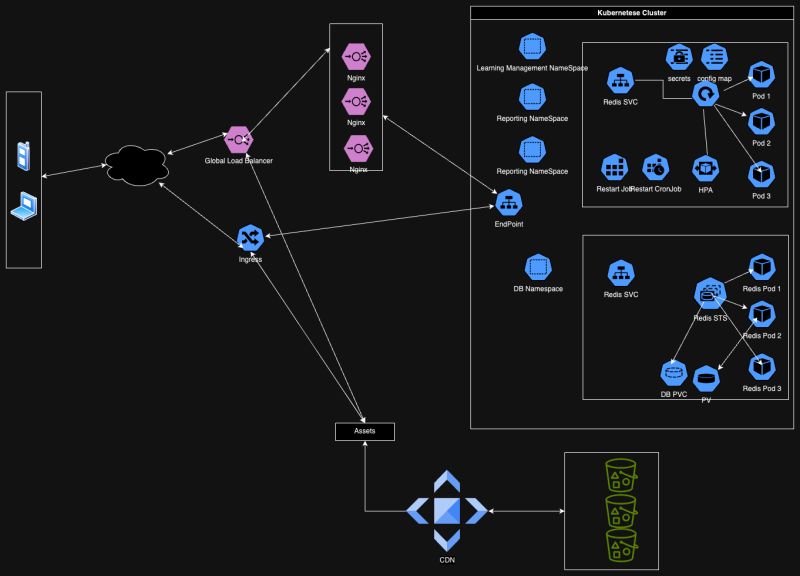 Kubernetese Cluster
Nginx
Nginx
Nginx
Global Load Balancer
Ingress
Learning Management NameSpace
Reporting NameSpace
Reporting NameSpace
EndPoint
DB Namespace
secrets
config map
Redis SVC
Pod 1
Pod 2
Restart Job
Restart CronJob
HPA
Pod 3
Redis SVC
Redis STS
Redis Pod 1
Redis Pod 2
Redis Pod 3
DB PVC
PV
Assets
CDN